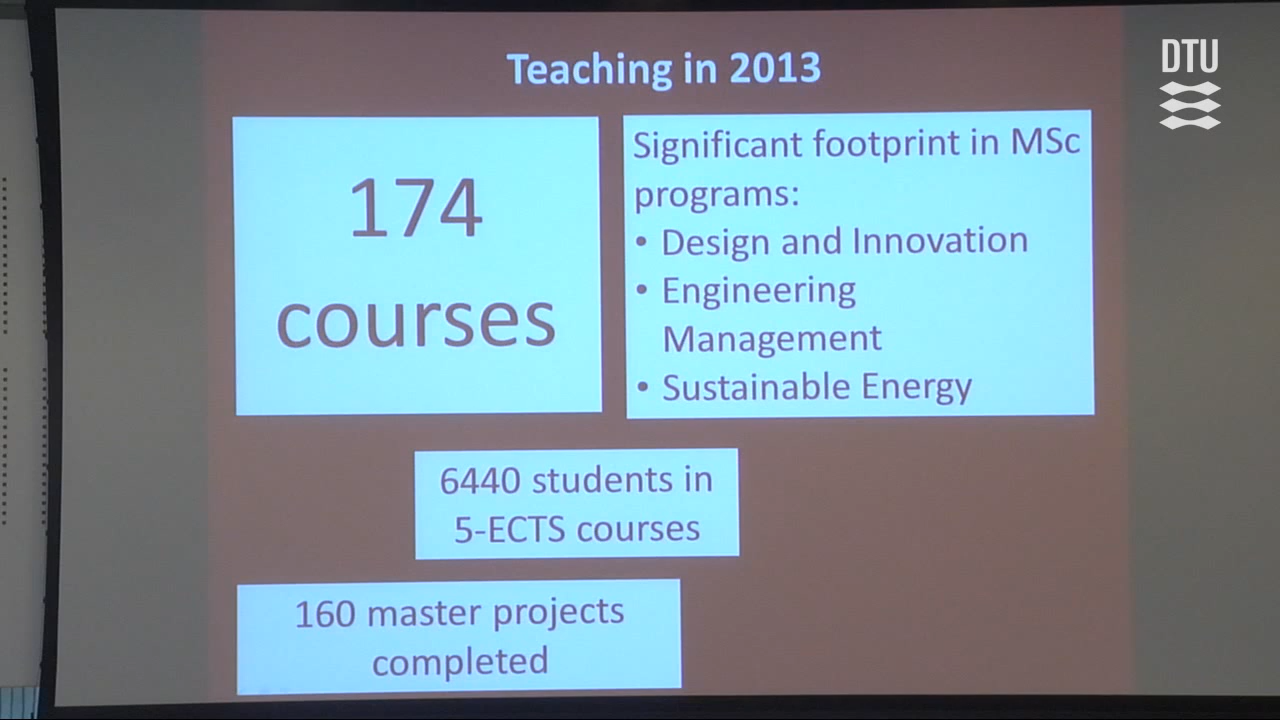 Teaching in 2013
DTU
174
courses
Significant footprint in MSc
programs:
• Design and Innovation
• Engineering
Management
• Sustainable Energy
6440 students in
5-ECTS courses
160 master projects
completed